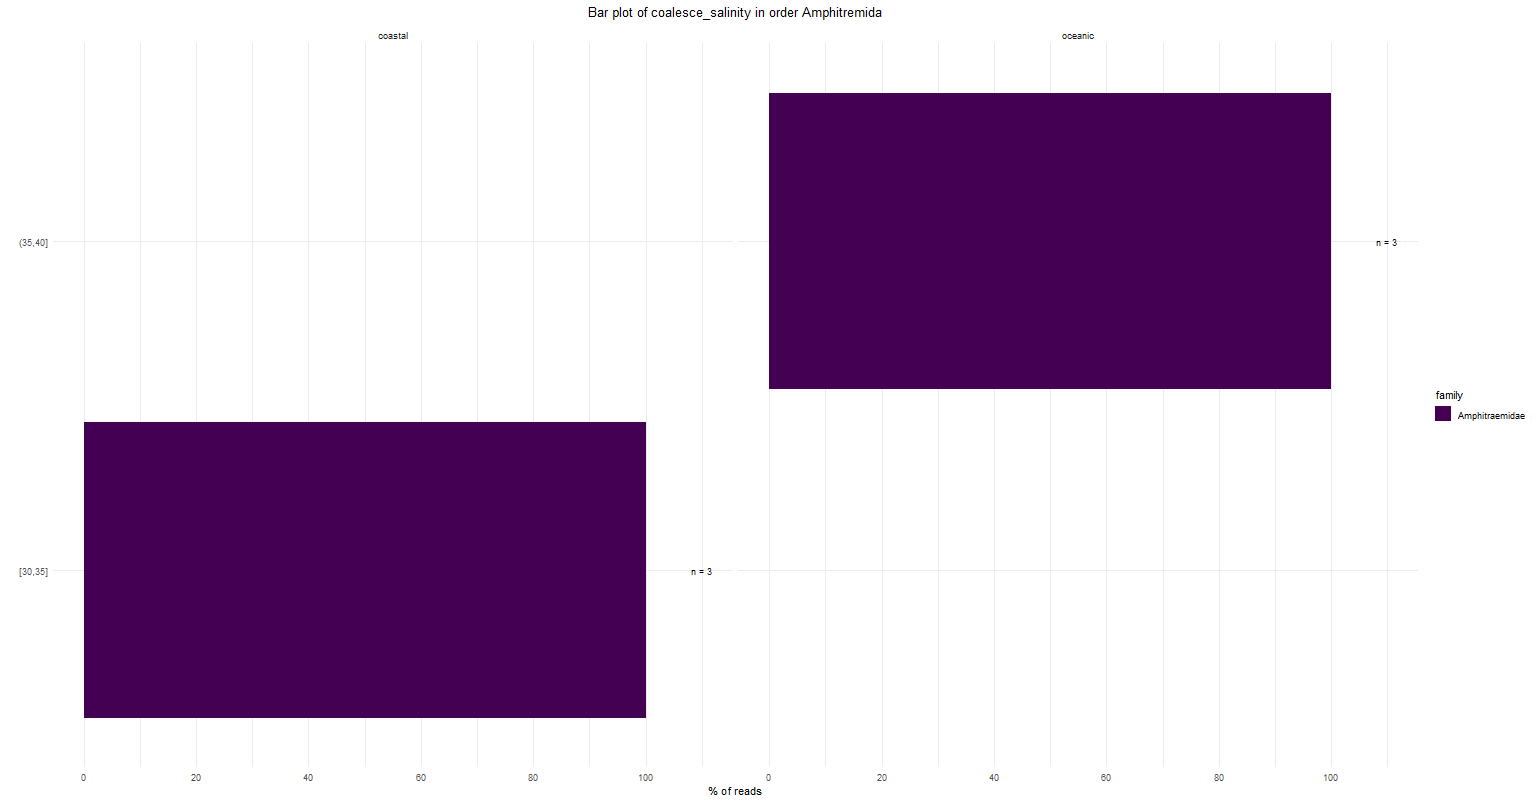 Bar plot of coalesce_salinity in order Amphitremida
coastal
oceanic
(35,40]
n = 3
[30,35]
n = 3
0 20 40 60 80 100
0 20 40 60 80 100
% of reads
family
Amphitraemidae